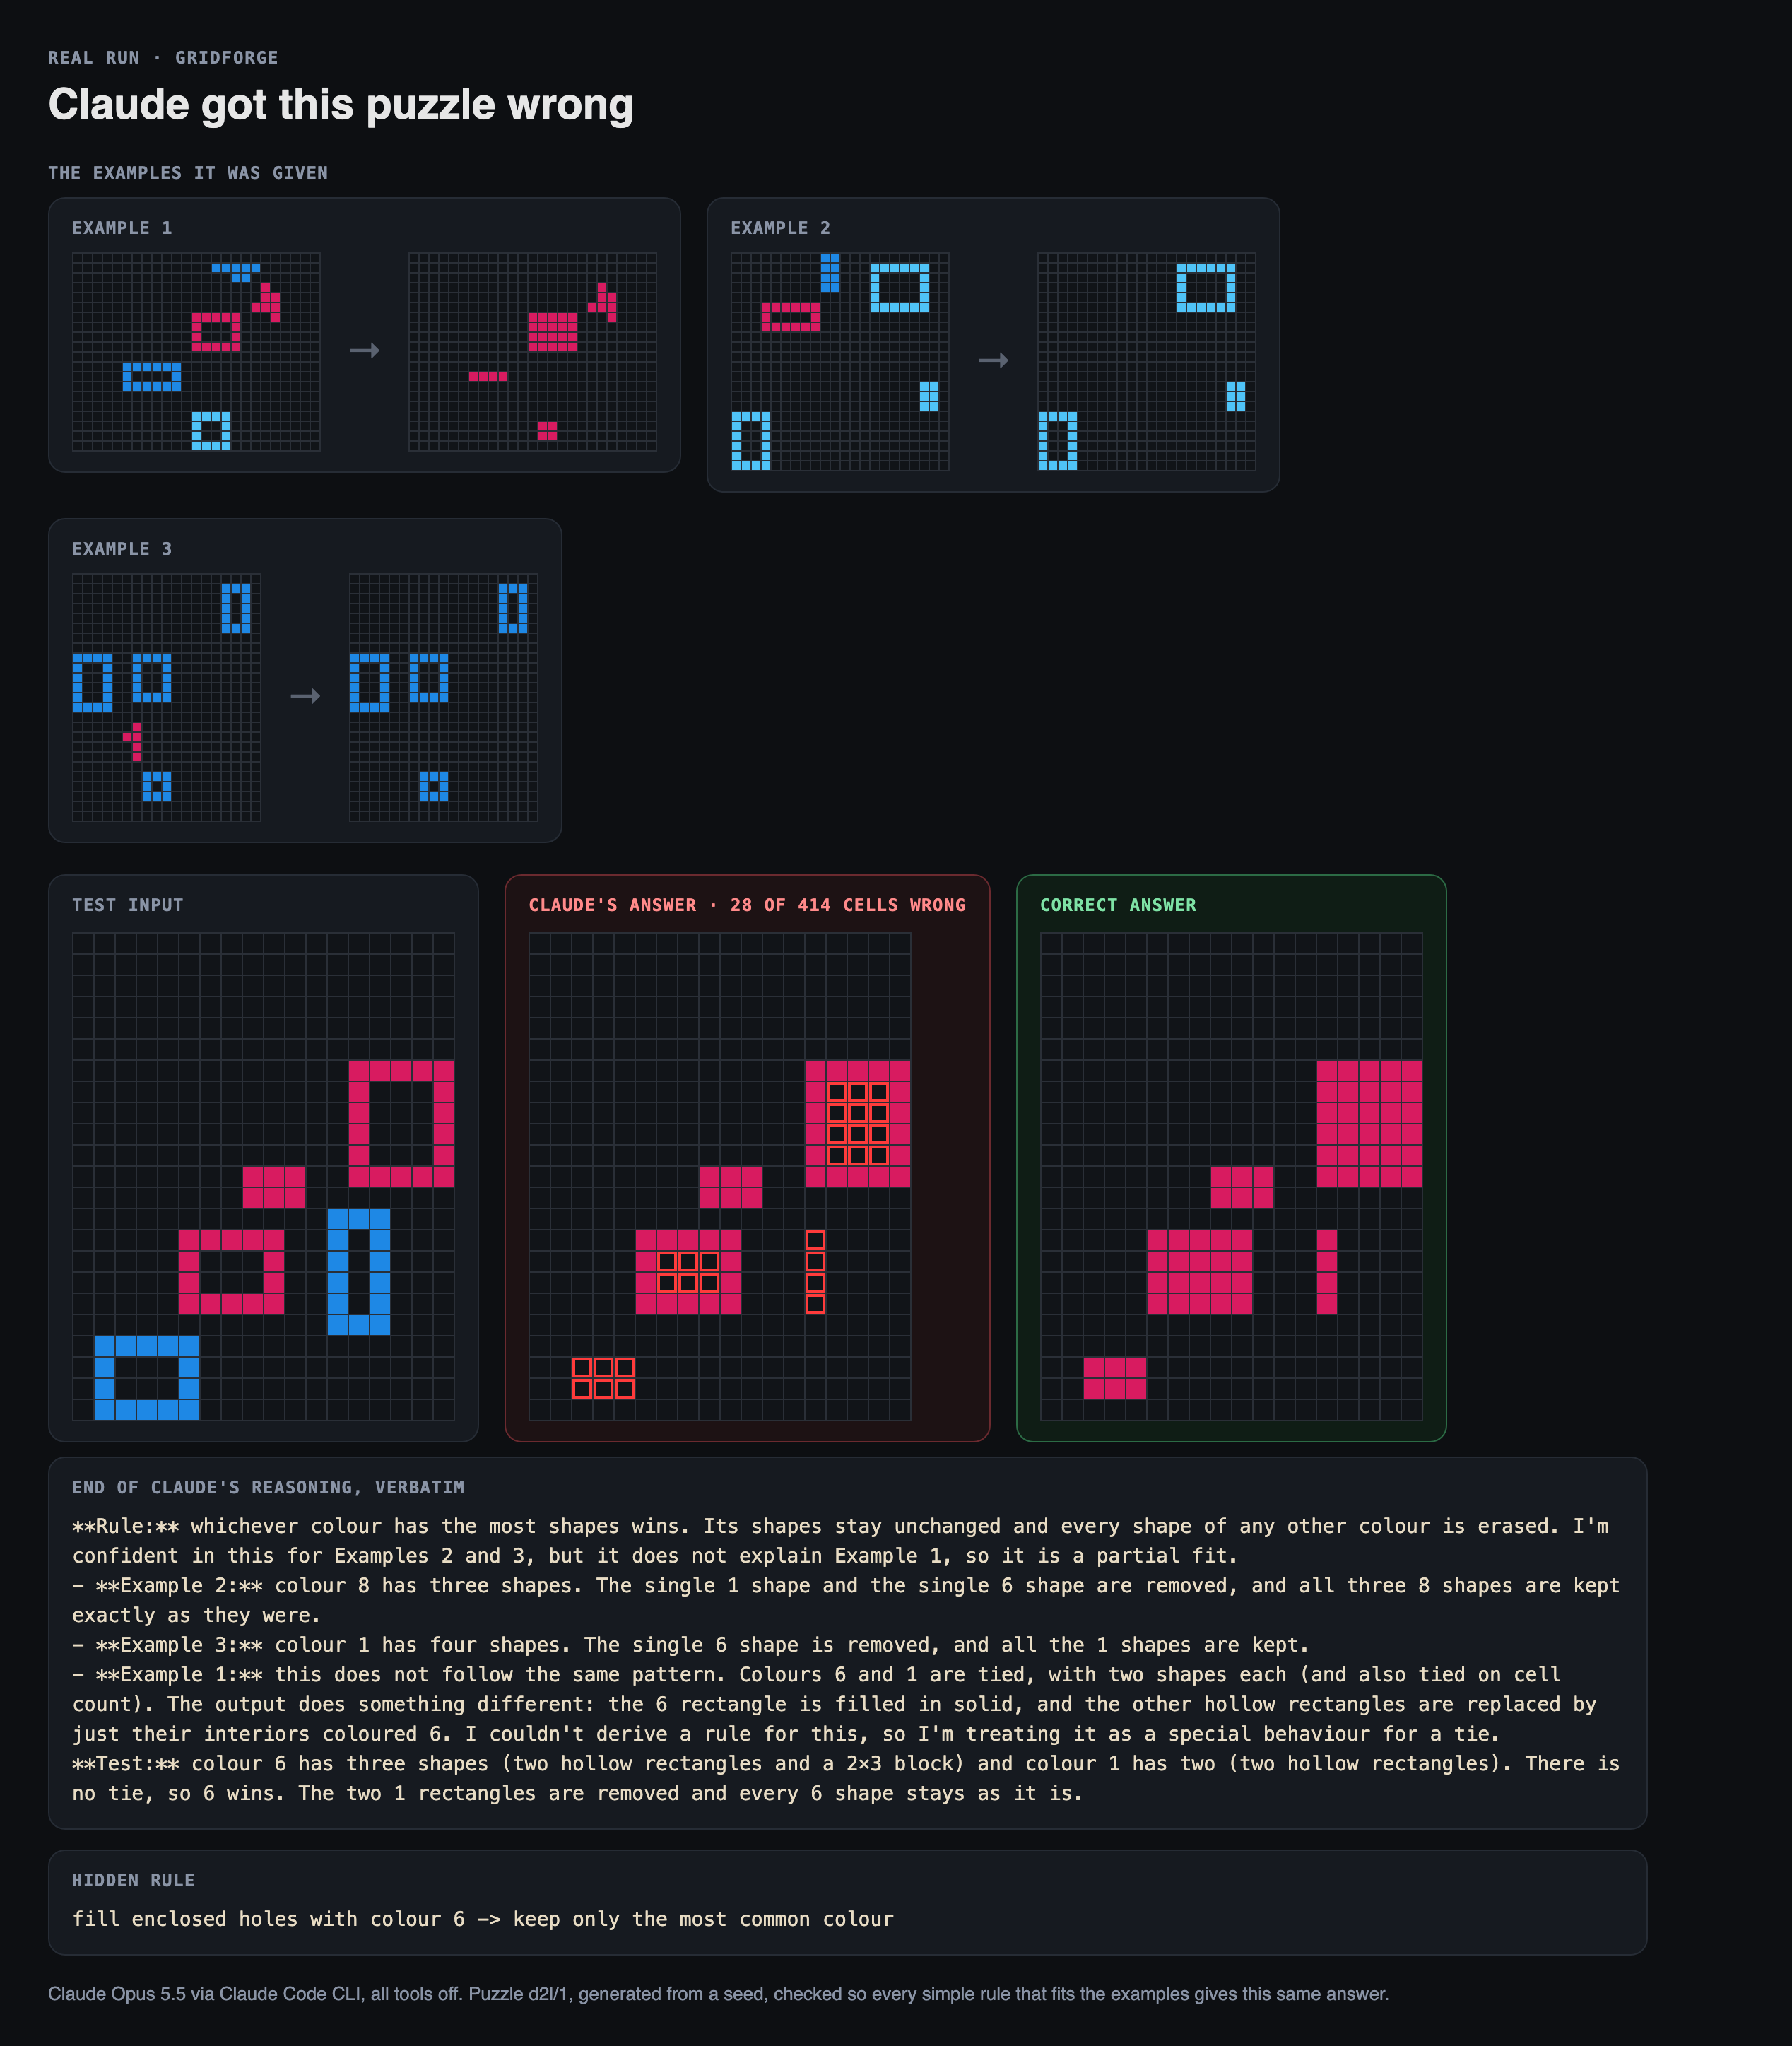 REAL RUN · GRIDFORGE
Claude got this puzzle wrong
THE EXAMPLES IT WAS GIVEN
EXAMPLE 1
EXAMPLE 2
EXAMPLE 3
TEST INPUT
CLAUDE'S ANSWER · 28 OF 414 CELLS WRONG
CORRECT ANSWER
END OF CLAUDE'S REASONING, VERBATIM
**Rule:** whichever colour has the most shapes wins. Its shapes stay unchanged and every shape of any other colour is erased. I'm
confident in this for Examples 2 and 3, but it does not explain Example 1, so it is a partial fit.
– **Example 2:** colour 8 has three shapes. The single 1 shape and the single 6 shape are removed, and all three 8 shapes are kept
exactly as they were.
– **Example 3:** colour 1 has four shapes. The single 6 shape is removed, and all the 1 shapes are kept.
– **Example 1:** this does not follow the same pattern. Colours 6 and 1 are tied, with two shapes each (and also tied on cell
count). The output does something different: the 6 rectangle is filled in solid, and the other hollow rectangles are replaced by
just their interiors coloured 6. I couldn't derive a rule for this, so I'm treating it as a special behaviour for a tie.
**Test:** colour 6 has three shapes (two hollow rectangles and a 2×3 block) and colour 1 has two (two hollow rectangles). There is
no tie, so 6 wins. The two 1 rectangles are removed and every 6 shape stays as it is.
HIDDEN RULE
fill enclosed holes with colour 6 –> keep only the most common colour
Claude Opus 5.5 via Claude Code CLI, all tools off. Puzzle d2l/1, generated from a seed, checked so every simple rule that fits the examples gives this same answer.